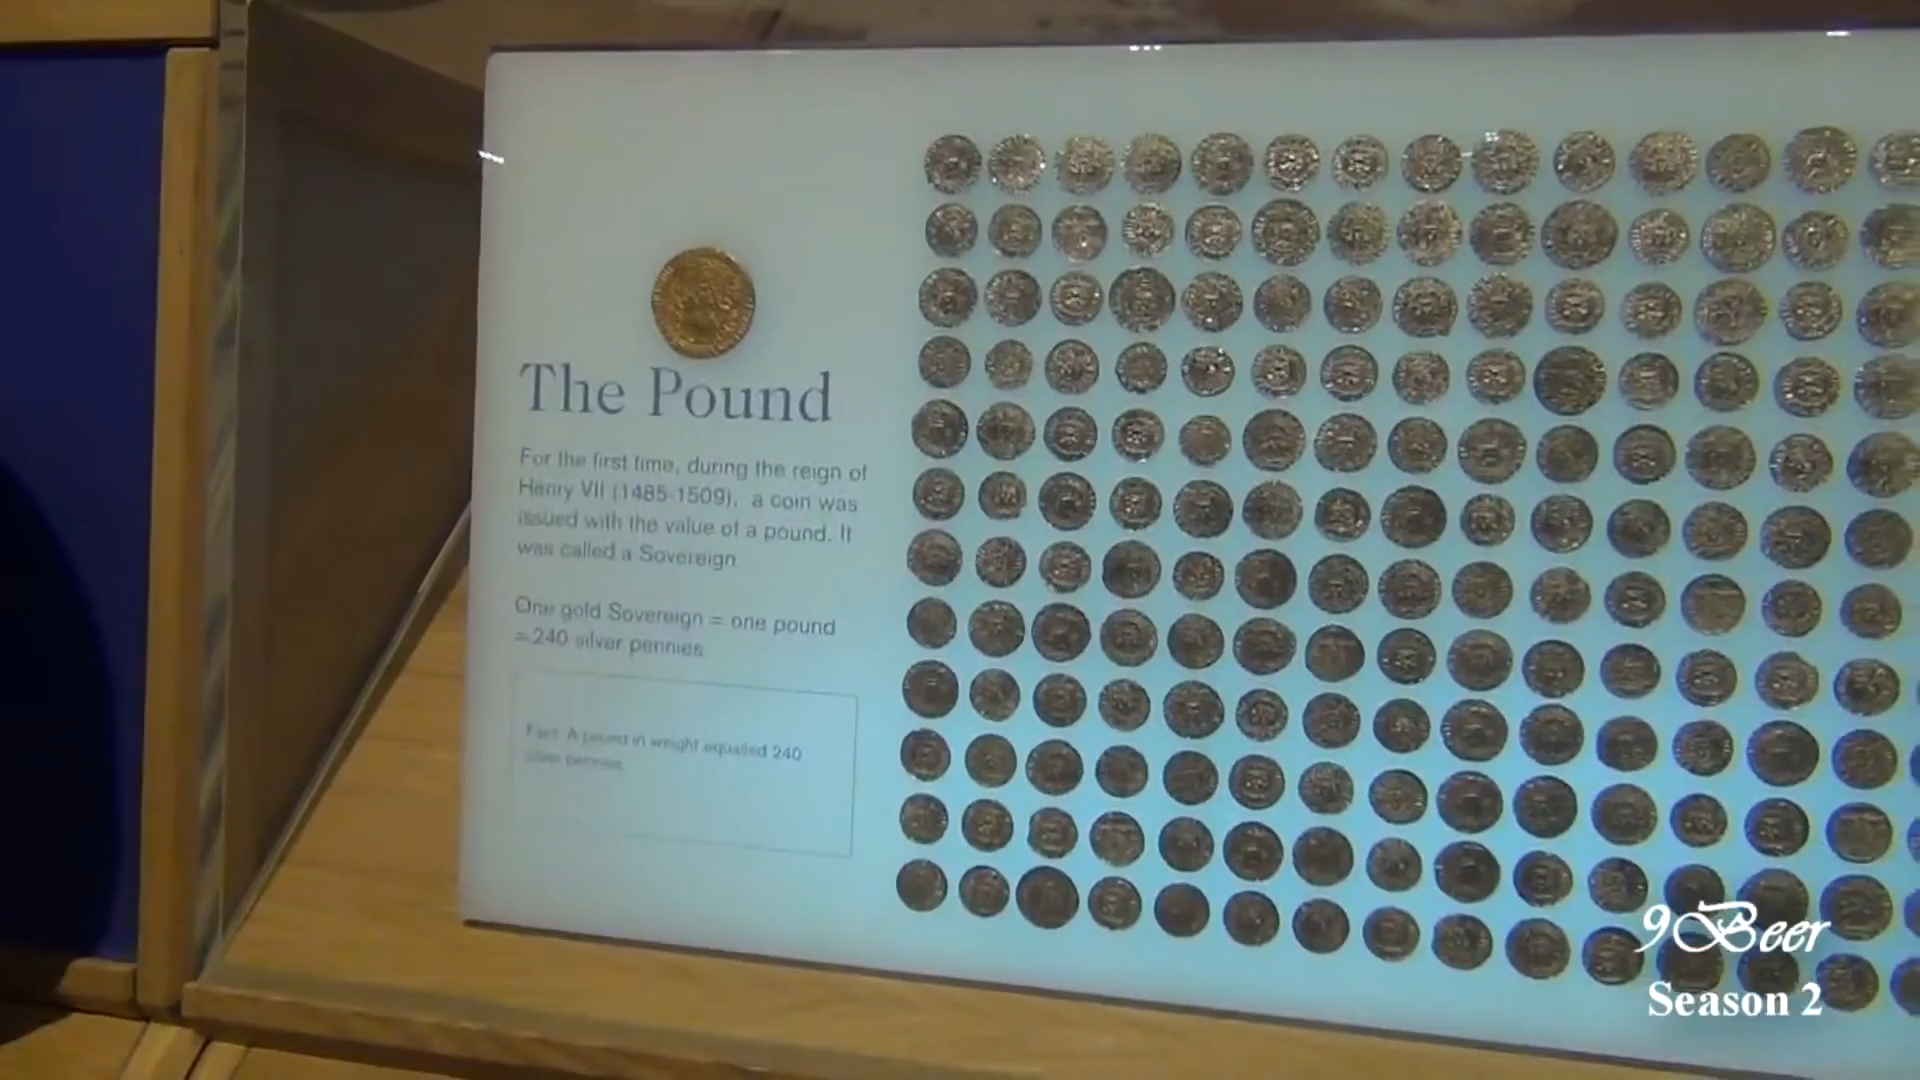 The Pound
For the first time, during the reign of
Henry VII (1485-1509), a coin was
issued with the value of a pound. It
was called a Sovereign.
One gold Sovereign = one pound
= 240 silver pennies.
Fact: A pound in weight equalled 240
silver pennies.
9Beer
Season 2